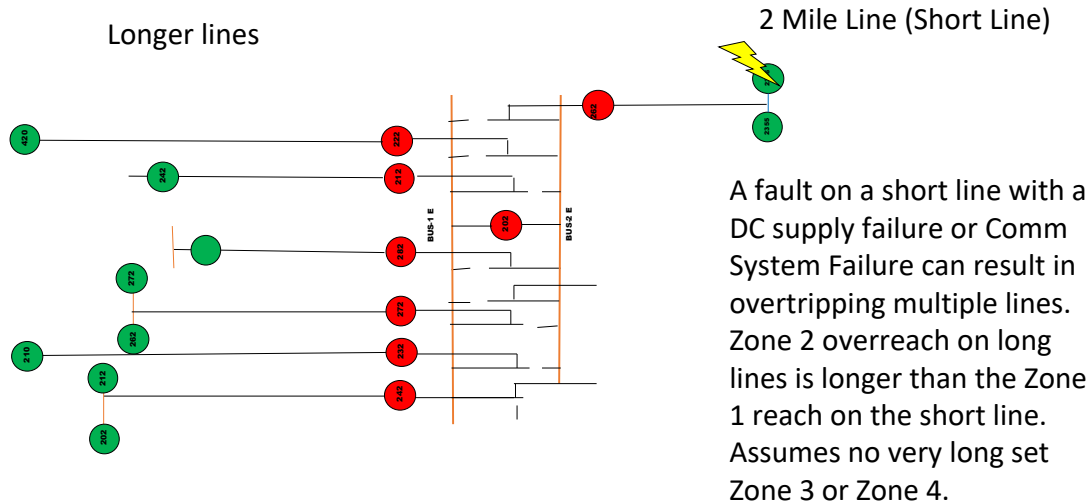 Longer lines
2 Mile Line (Short Line)
262
2355
420
222
242
212
BUS-1 E
202
BUS-2 E
282
272
272
262
210
232
212
242
202
A fault on a short line with a
DC supply failure or Comm
System Failure can result in
overtripping multiple lines.
Zone 2 overreach on long
lines is longer than the Zone
1 reach on the short line.
Assumes no very long set
Zone 3 or Zone 4.